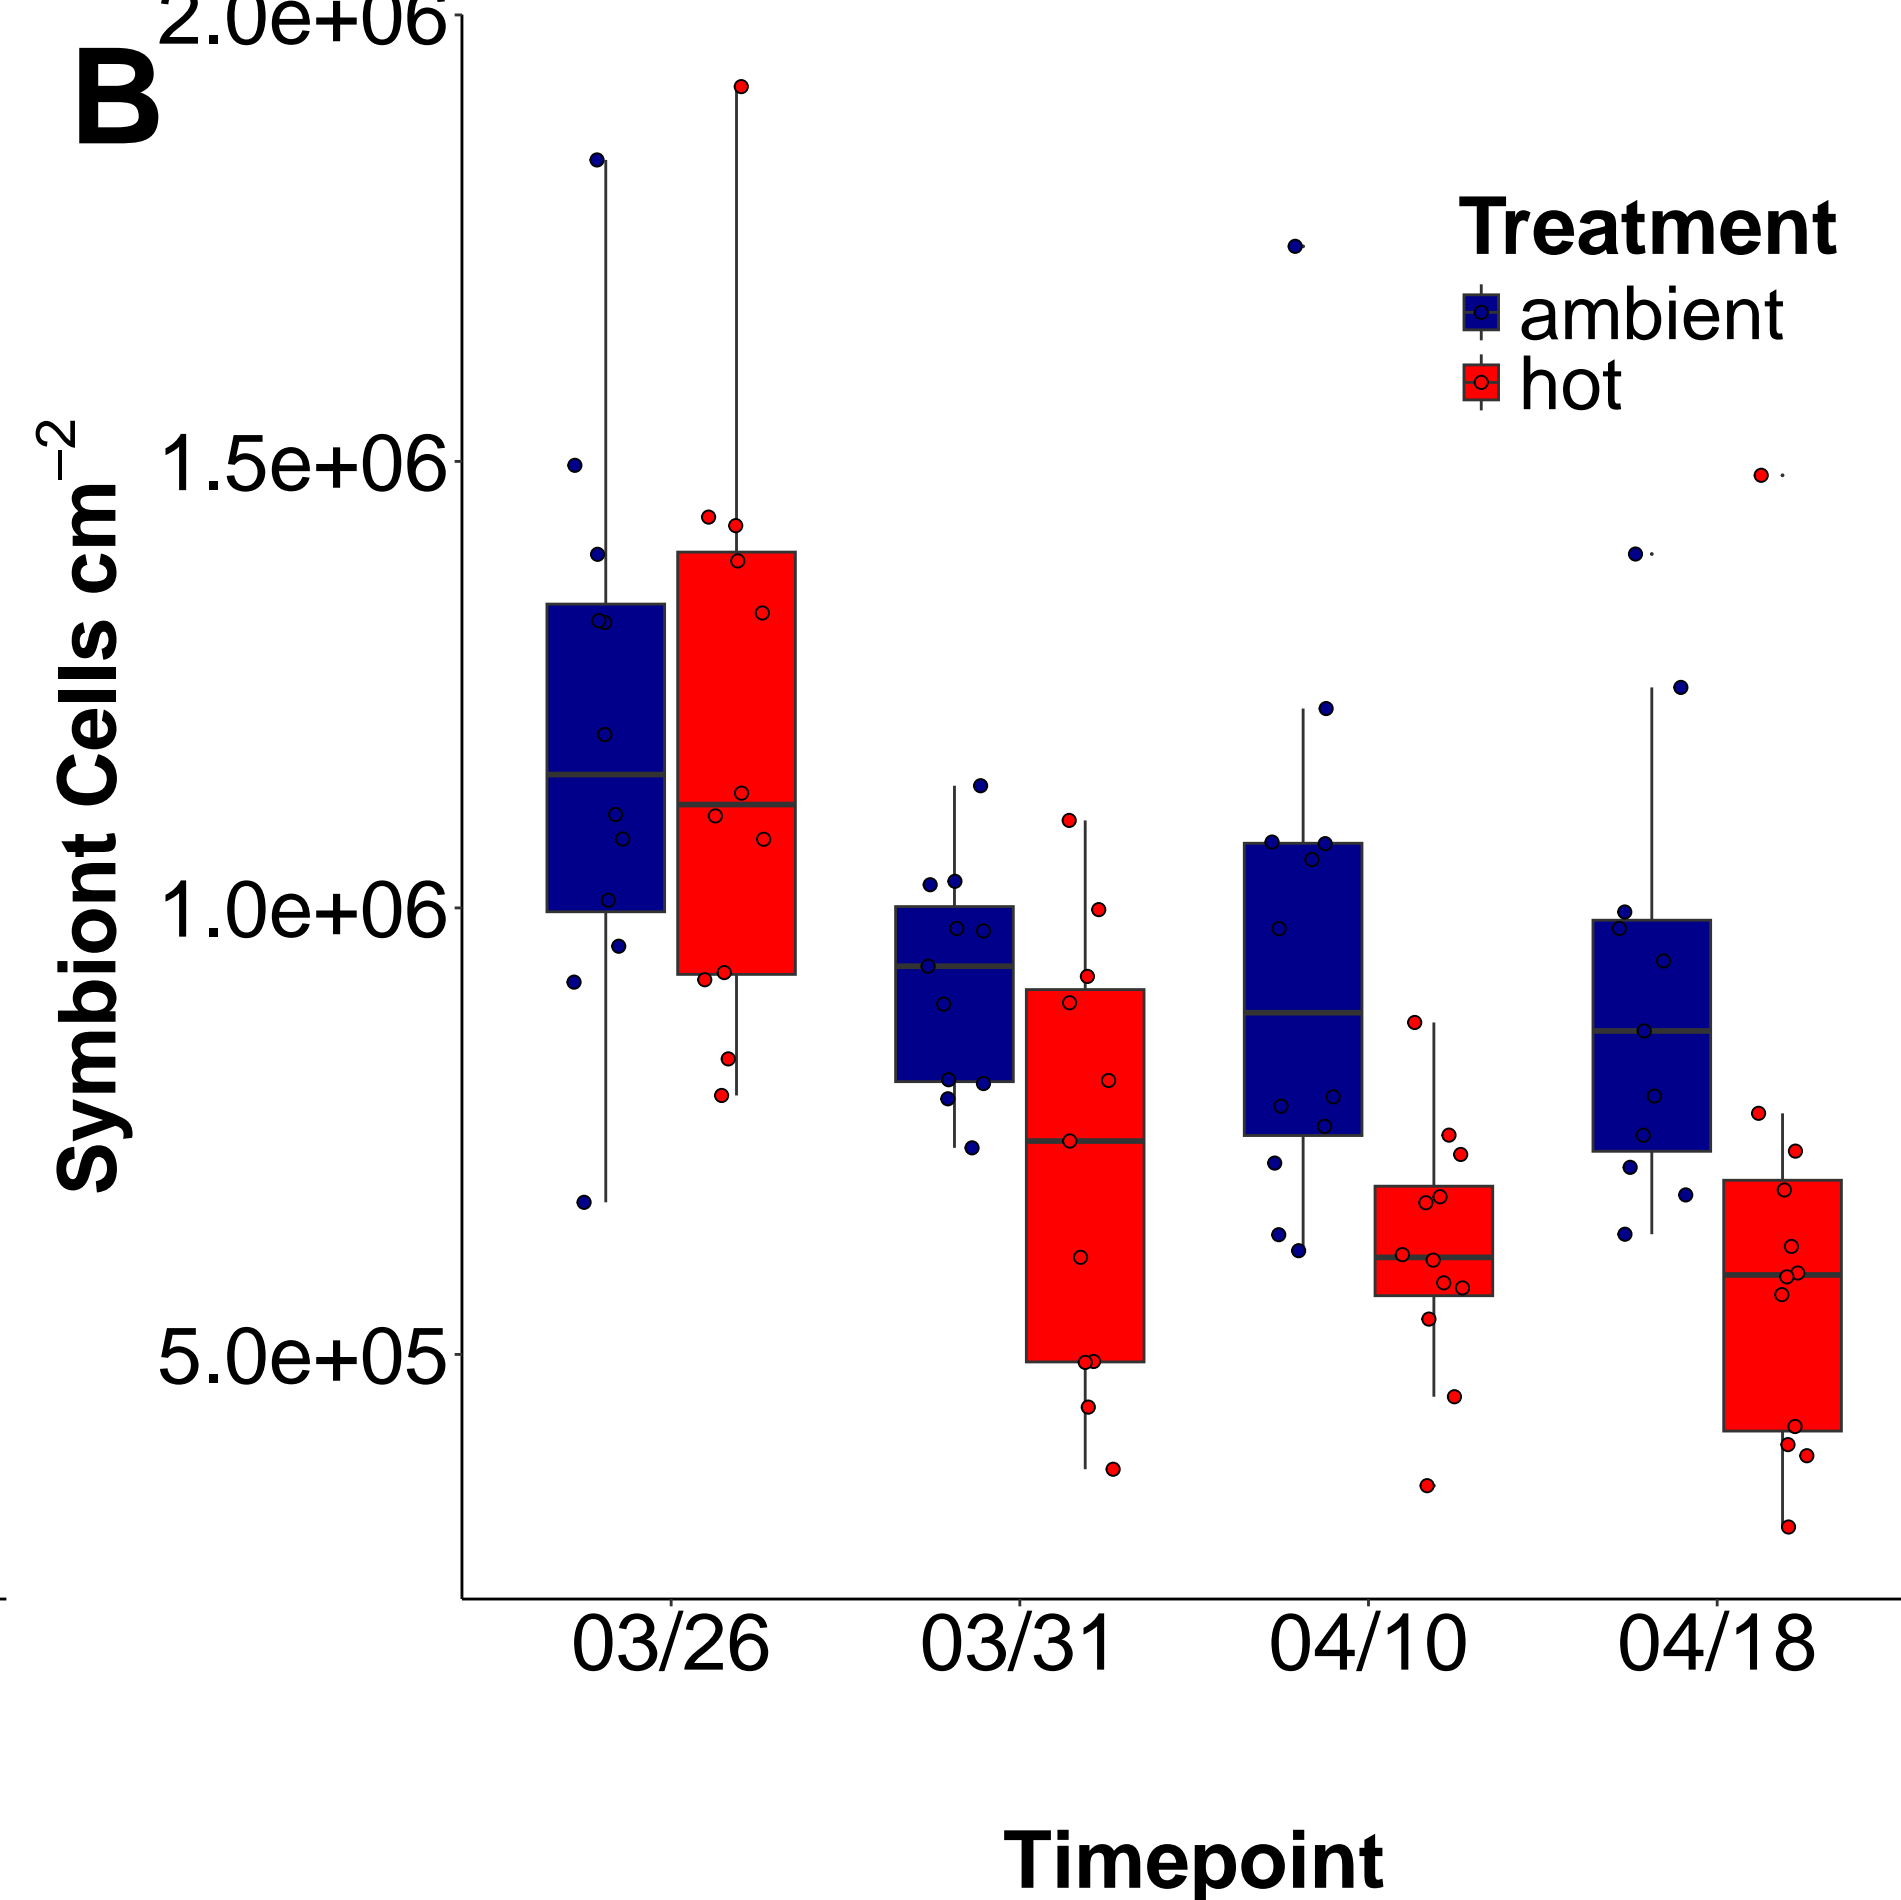 B
2.0e+06
1.5e+06
1.0e+06
5.0e+05
Symbiont Cells cm⁻²
Treatment
ambient
hot
03/26
03/31
04/10
04/18
Timepoint